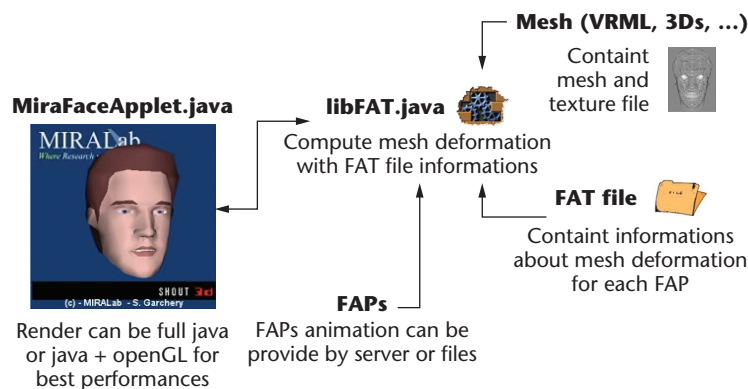 Mesh (VRML, 3Ds, ...)
Containt
mesh and
texture file
MiraFaceApplet.java
libFAT.java
Compute mesh deformation
with FAT file informations
MIRALab
Where Research
SHOUT 3d
(c) - MIRALab - S. Garchery
FAT file
FILE
Containt informations
about mesh deformation
for each FAP
FAPs
FAPs animation can be
provide by server or files
Render can be full java
or java + openGL for
best performances